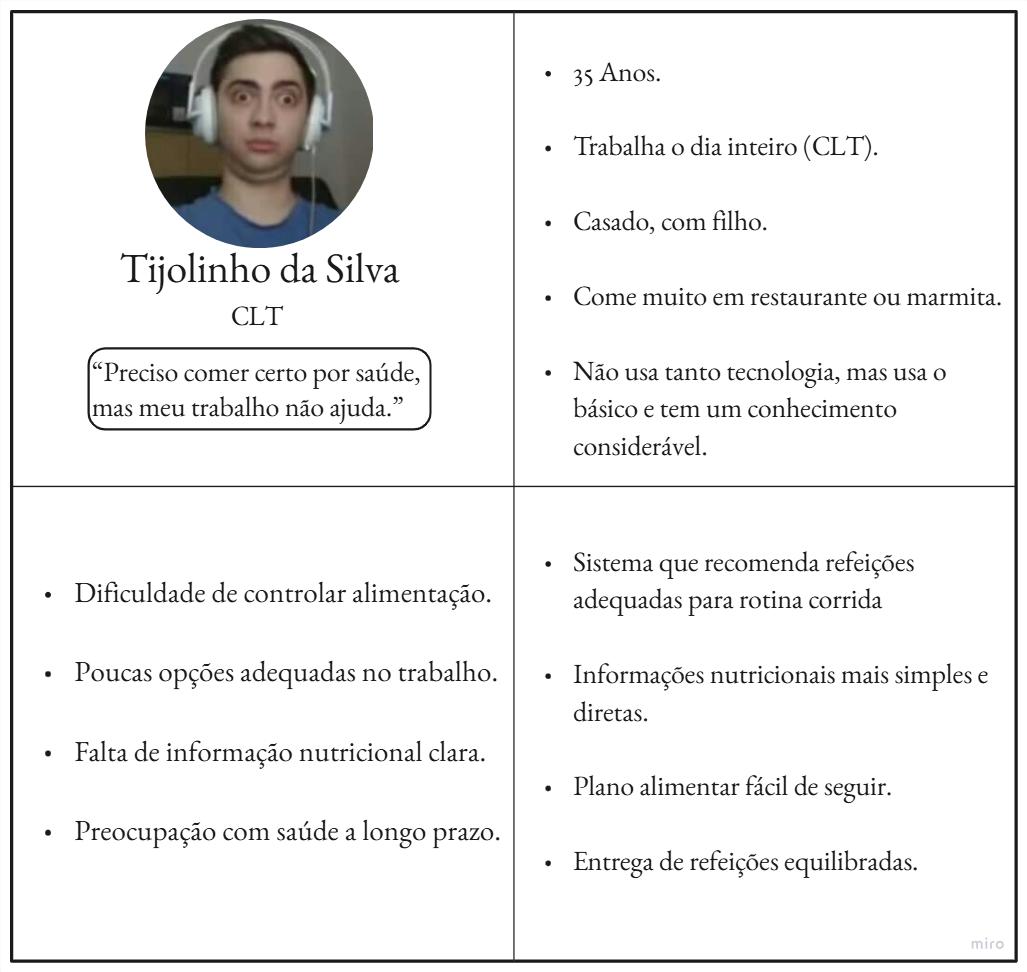 Tijolinho da Silva
CLT
“Preciso comer certo por saúde,
mas meu trabalho não ajuda.”
• 35 Anos.
• Trabalha o dia inteiro (CLT).
• Casado, com filho.
• Come muito em restaurante ou marmita.
• Não usa tanto tecnologia, mas usa o
básico e tem um conhecimento
considerável.
• Dificuldade de controlar alimentação.
• Poucas opções adequadas no trabalho.
• Falta de informação nutricional clara.
• Preocupação com saúde a longo prazo.
• Sistema que recomenda refeições
adequadas para rotina corrida
• Informações nutricionais mais simples e
diretas.
• Plano alimentar fácil de seguir.
• Entrega de refeições equilibradas.
miro